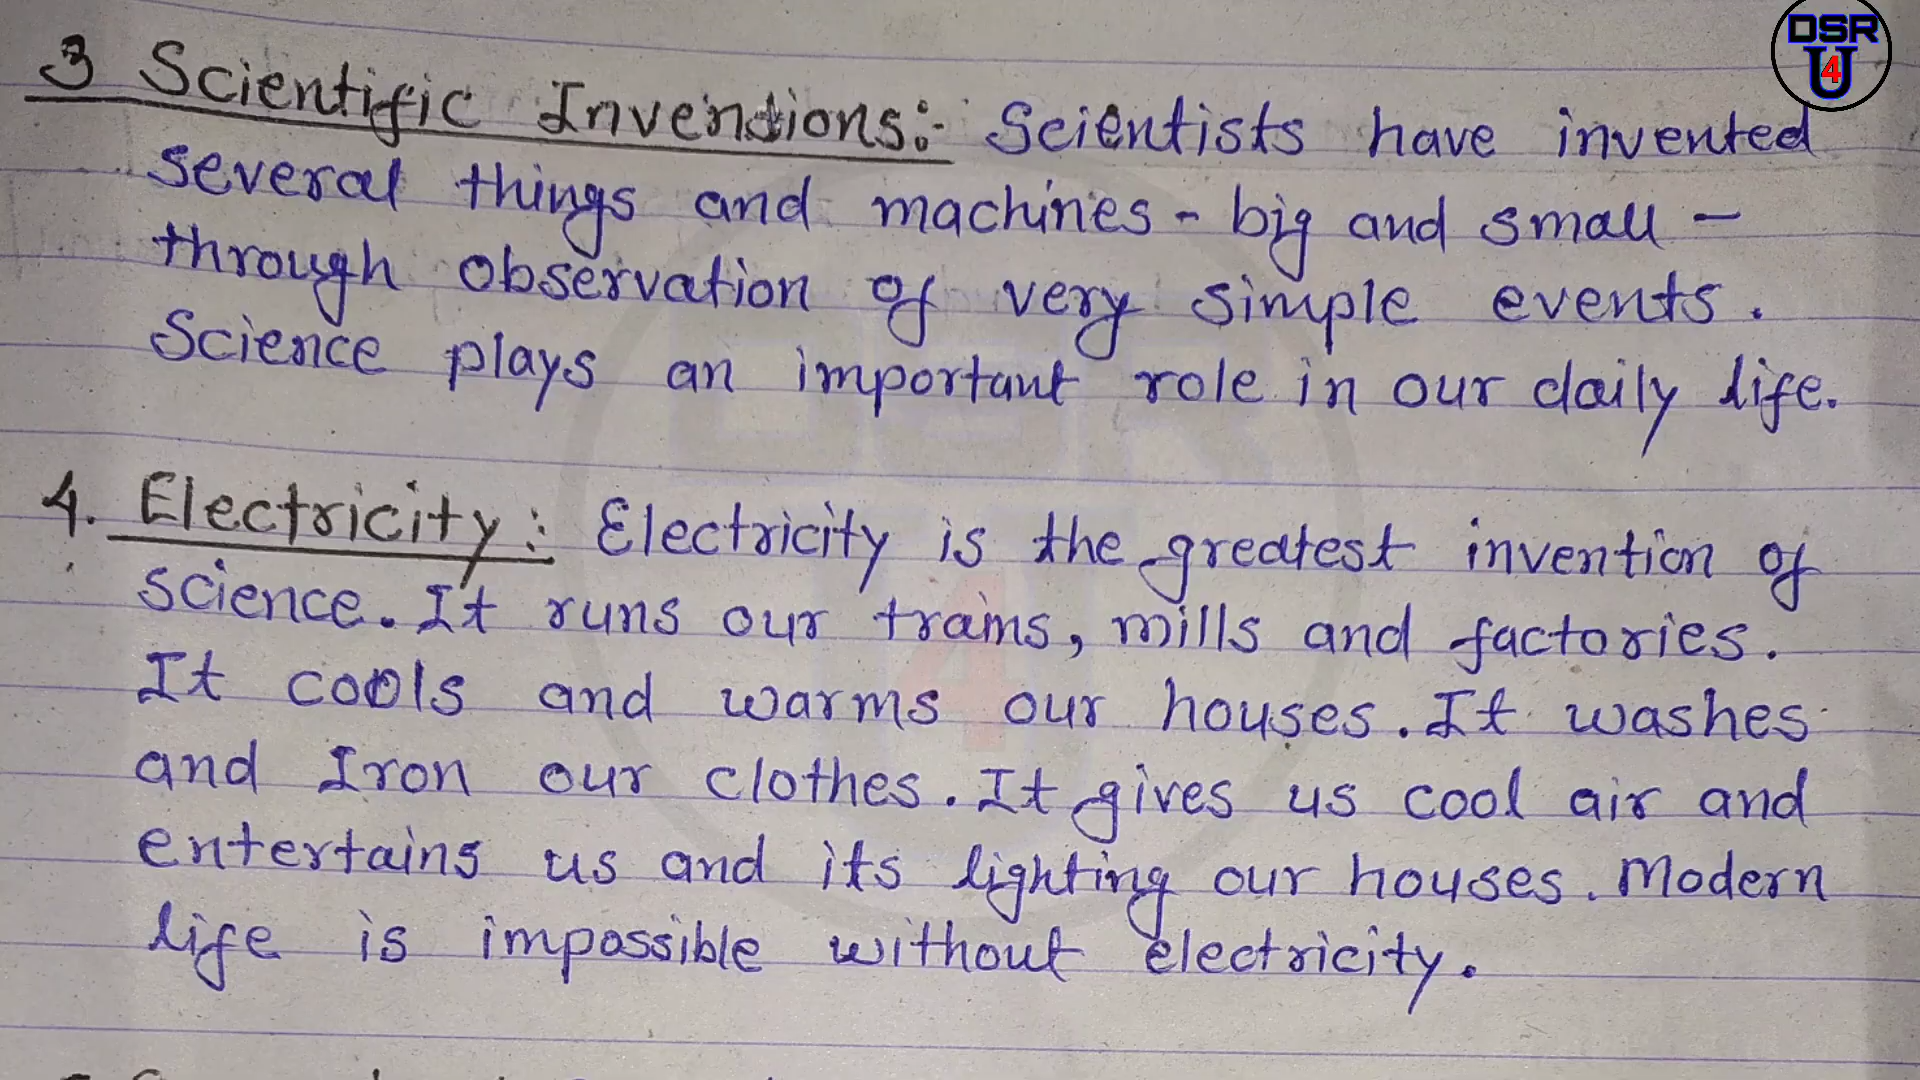 DSR
U
4
3 Scientific Inventions:- Scientists have invented
several things and machines - big and small -
through observation of very simple events.
Science plays an important role in our daily life.
4. Electricity: Electricity is the greatest invention of
science. It runs our trains, mills and factories.
It cools and warms our houses. It washes
and Iron our clothes. It gives us cool air and
entertains us and its lighting our houses. Modern
life is impossible without electricity.